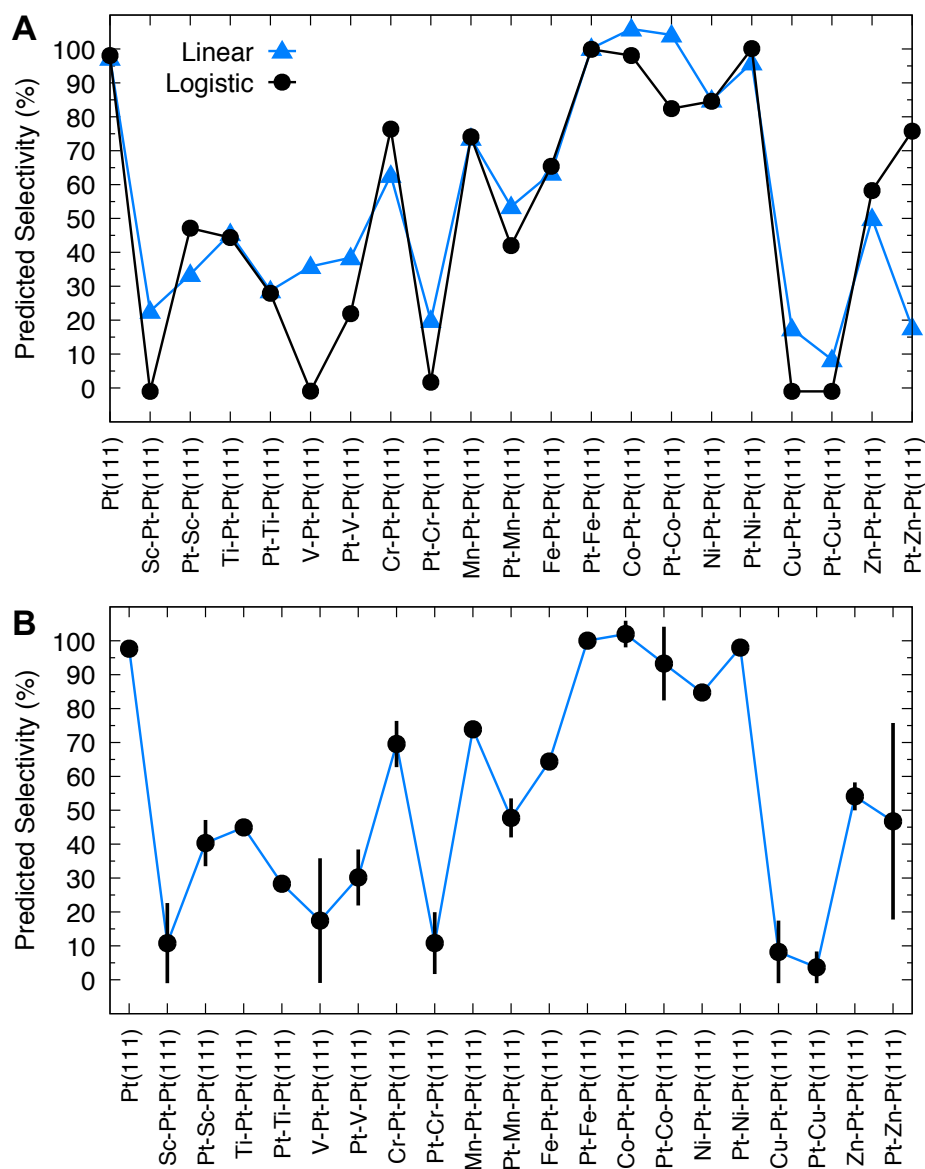 A
Predicted Selectivity (%)
100
90
80
70
60
50
40
30
20
10
0
Linear
Logistic
Pt(111)
Sc-Pt-Pt(111)
Pt-Sc-Pt(111)
Ti-Pt-Pt(111)
Pt-Ti-Pt(111)
V-Pt-Pt(111)
Pt-V-Pt(111)
Cr-Pt-Pt(111)
Pt-Cr-Pt(111)
Mn-Pt-Pt(111)
Pt-Mn-Pt(111)
Fe-Pt-Pt(111)
Pt-Fe-Pt(111)
Co-Pt-Pt(111)
Pt-Co-Pt(111)
Ni-Pt-Pt(111)
Pt-Ni-Pt(111)
Cu-Pt-Pt(111)
Pt-Cu-Pt(111)
Zn-Pt-Pt(111)
Pt-Zn-Pt(111)
B
Predicted Selectivity (%)
100
90
80
70
60
50
40
30
20
10
0
Pt(111)
Sc-Pt-Pt(111)
Pt-Sc-Pt(111)
Ti-Pt-Pt(111)
Pt-Ti-Pt(111)
V-Pt-Pt(111)
Pt-V-Pt(111)
Cr-Pt-Pt(111)
Pt-Cr-Pt(111)
Mn-Pt-Pt(111)
Pt-Mn-Pt(111)
Fe-Pt-Pt(111)
Pt-Fe-Pt(111)
Co-Pt-Pt(111)
Pt-Co-Pt(111)
Ni-Pt-Pt(111)
Pt-Ni-Pt(111)
Cu-Pt-Pt(111)
Pt-Cu-Pt(111)
Zn-Pt-Pt(111)
Pt-Zn-Pt(111)